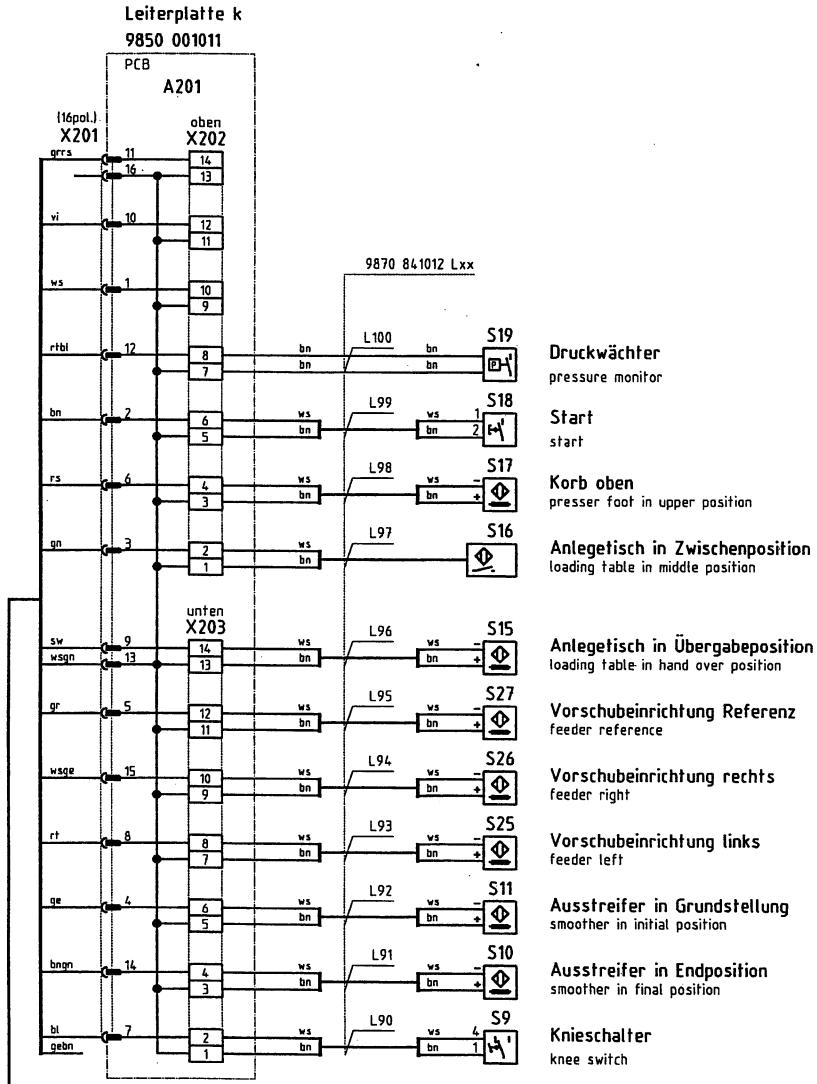 Leiterplatte k
9850 001011
PCB
A201
(16pol.)
X201
oben
X202
grrs 11 14
16 13
vi 10 12
11
ws 1 10
9
9870 841012 Lxx
rtbl 12 8 bn L100 bn S19 P Druckwächter
7 bn bn pressure monitor
bn 2 6 ws L99 ws 1 S18 Start
5 bn bn 2 start
rs 6 4 ws L98 ws - S17 Korb oben
3 bn bn + presser foot in upper position
gn 3 2 ws L97 S16 Anlegetisch in Zwischenposition
1 bn loading table in middle position
unten
X203
sw 9 14 ws L96 ws - S15 Anlegetisch in Übergabeposition
wsgn 13 13 bn bn + loading table in hand over position
gr 5 12 ws L95 ws - S27 Vorschubeinrichtung Referenz
11 bn bn + feeder reference
wsge 15 10 ws L94 ws - S26 Vorschubeinrichtung rechts
9 bn bn + feeder right
rt 8 8 ws L93 ws - S25 Vorschubeinrichtung links
7 bn bn + feeder left
ge 4 6 ws L92 ws - S11 Ausstreifer in Grundstellung
5 bn bn + smoother in initial position
bngn 14 4 ws L91 ws - S10 Ausstreifer in Endposition
3 bn bn + smoother in final position
bl 7 2 ws L90 ws 4 S9 Knieschalter
gebn 1 bn bn 1 knee switch